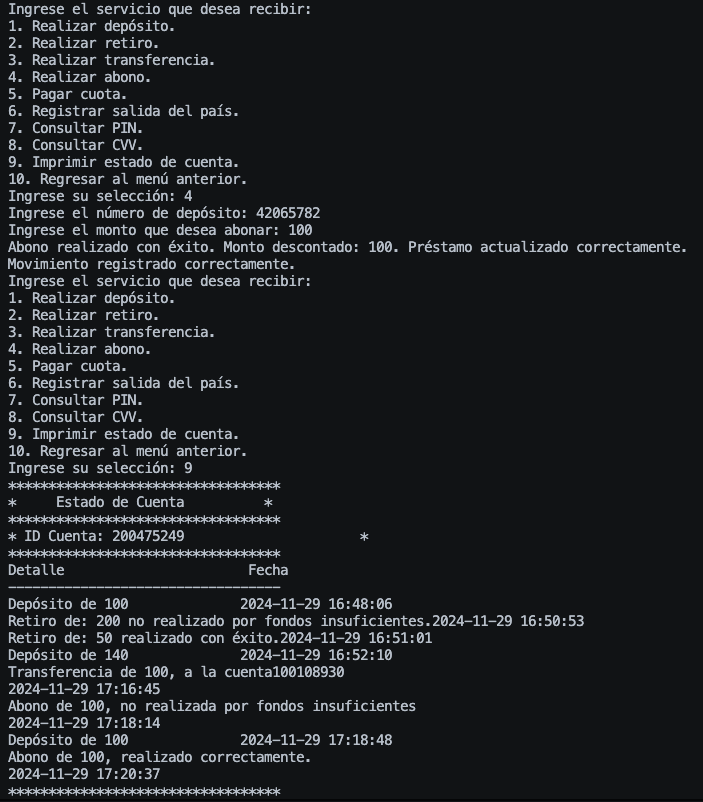 Ingrese el servicio que desea recibir:
1. Realizar depósito.
2. Realizar retiro.
3. Realizar transferencia.
4. Realizar abono.
5. Pagar cuota.
6. Registrar salida del país.
7. Consultar PIN.
8. Consultar CVV.
9. Imprimir estado de cuenta.
10. Regresar al menú anterior.
Ingrese su selección: 4
Ingrese el número de depósito: 42065782
Ingrese el monto que desea abonar: 100
Abono realizado con éxito. Monto descontado: 100. Préstamo actualizado correctamente.
Movimiento registrado correctamente.
Ingrese el servicio que desea recibir:
1. Realizar depósito.
2. Realizar retiro.
3. Realizar transferencia.
4. Realizar abono.
5. Pagar cuota.
6. Registrar salida del país.
7. Consultar PIN.
8. Consultar CVV.
9. Imprimir estado de cuenta.
10. Regresar al menú anterior.
Ingrese su selección: 9
**********************************
*     Estado de Cuenta          *
**********************************
* ID Cuenta: 200475249                      *
**********************************
Detalle                       Fecha
----------------------------------
Depósito de 100              2024-11-29 16:48:06
Retiro de: 200 no realizado por fondos insuficientes.2024-11-29 16:50:53
Retiro de: 50 realizado con éxito.2024-11-29 16:51:01
Depósito de 140              2024-11-29 16:52:10
Transferencia de 100, a la cuenta100108930
2024-11-29 17:16:45
Abono de 100, no realizada por fondos insuficientes
2024-11-29 17:18:14
Depósito de 100              2024-11-29 17:18:48
Abono de 100, realizado correctamente.
2024-11-29 17:20:37
**********************************